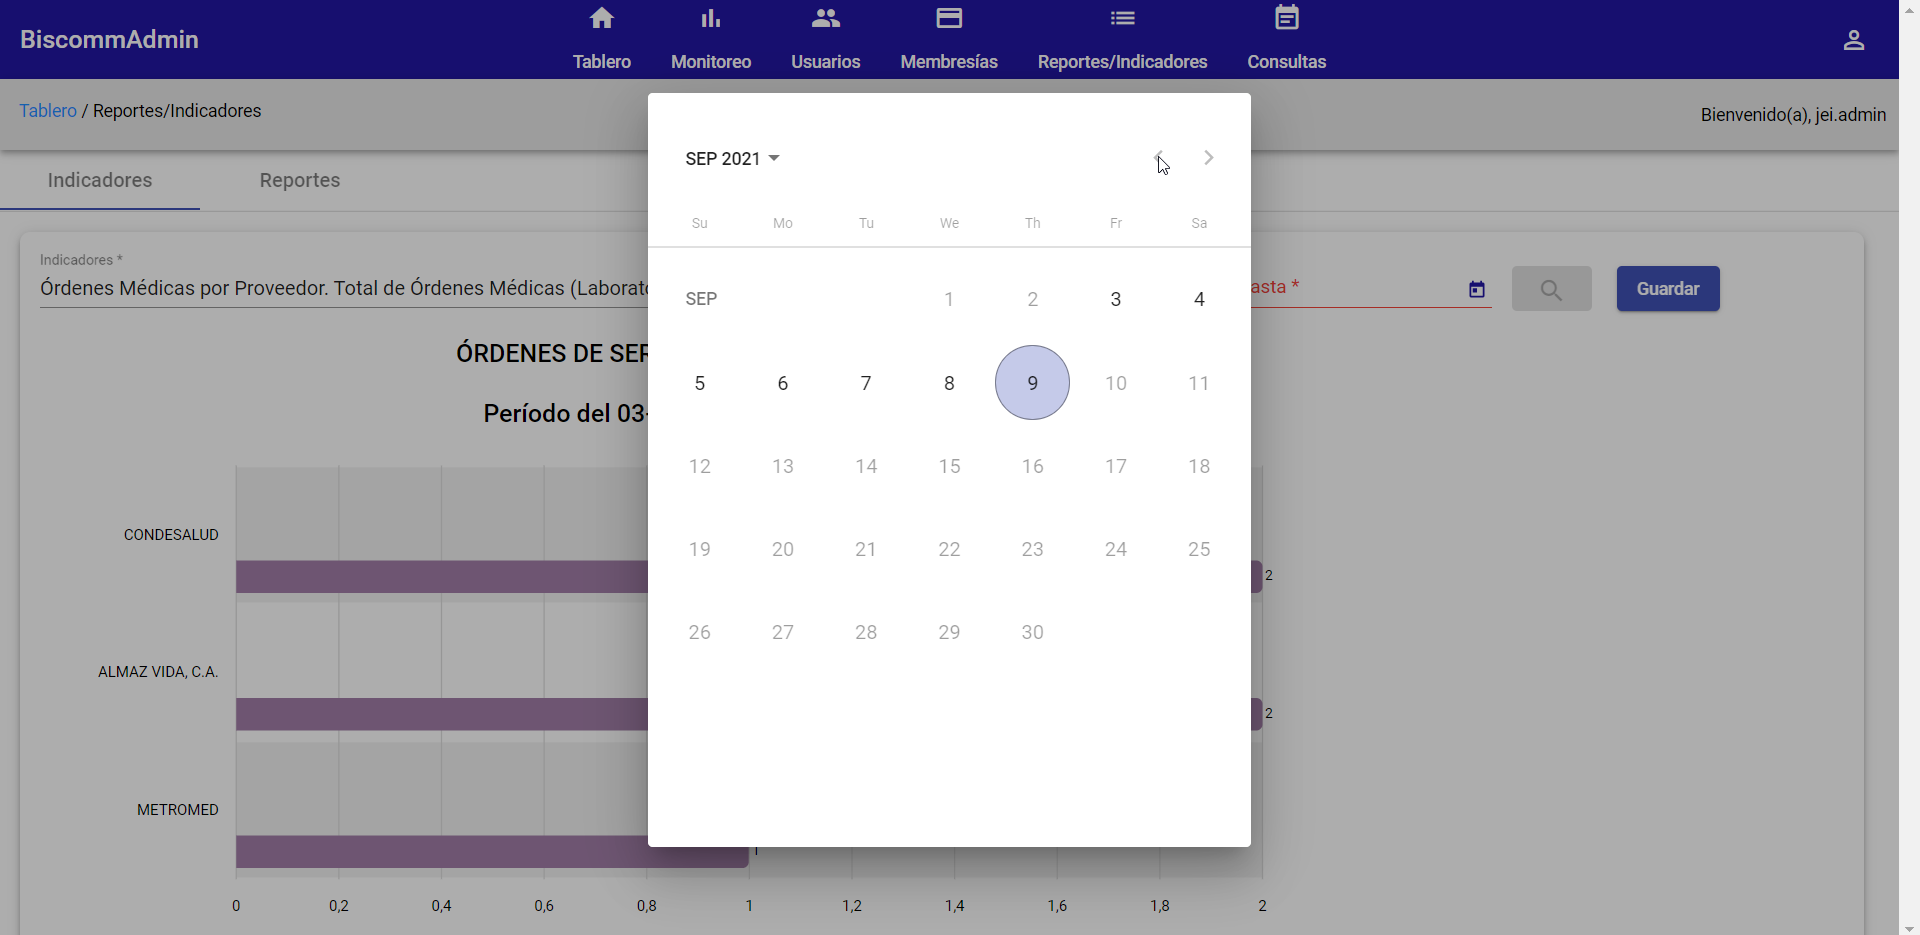 BiscommAdmin
Tablero
Monitoreo
Usuarios
Membresías
Reportes/Indicadores
Consultas
Tablero / Reportes/Indicadores
Bienvenido(a), jei.admin
Indicadores
Reportes
SEP 2021
Su Mo Tu We Th Fr Sa
SEP 1 2 3 4
5 6 7 8 9 10 11
12 13 14 15 16 17 18
19 20 21 22 23 24 25
26 27 28 29 30
Indicadores *
Órdenes Médicas por Proveedor. Total de Órdenes Médicas (Laborato
asta *
Guardar
ÓRDENES DE SER
Período del 03-
CONDESALUD
2
ALMAZ VIDA, C.A.
2
METROMED
1
0 0,2 0,4 0,6 0,8 1 1,2 1,4 1,6 1,8 2